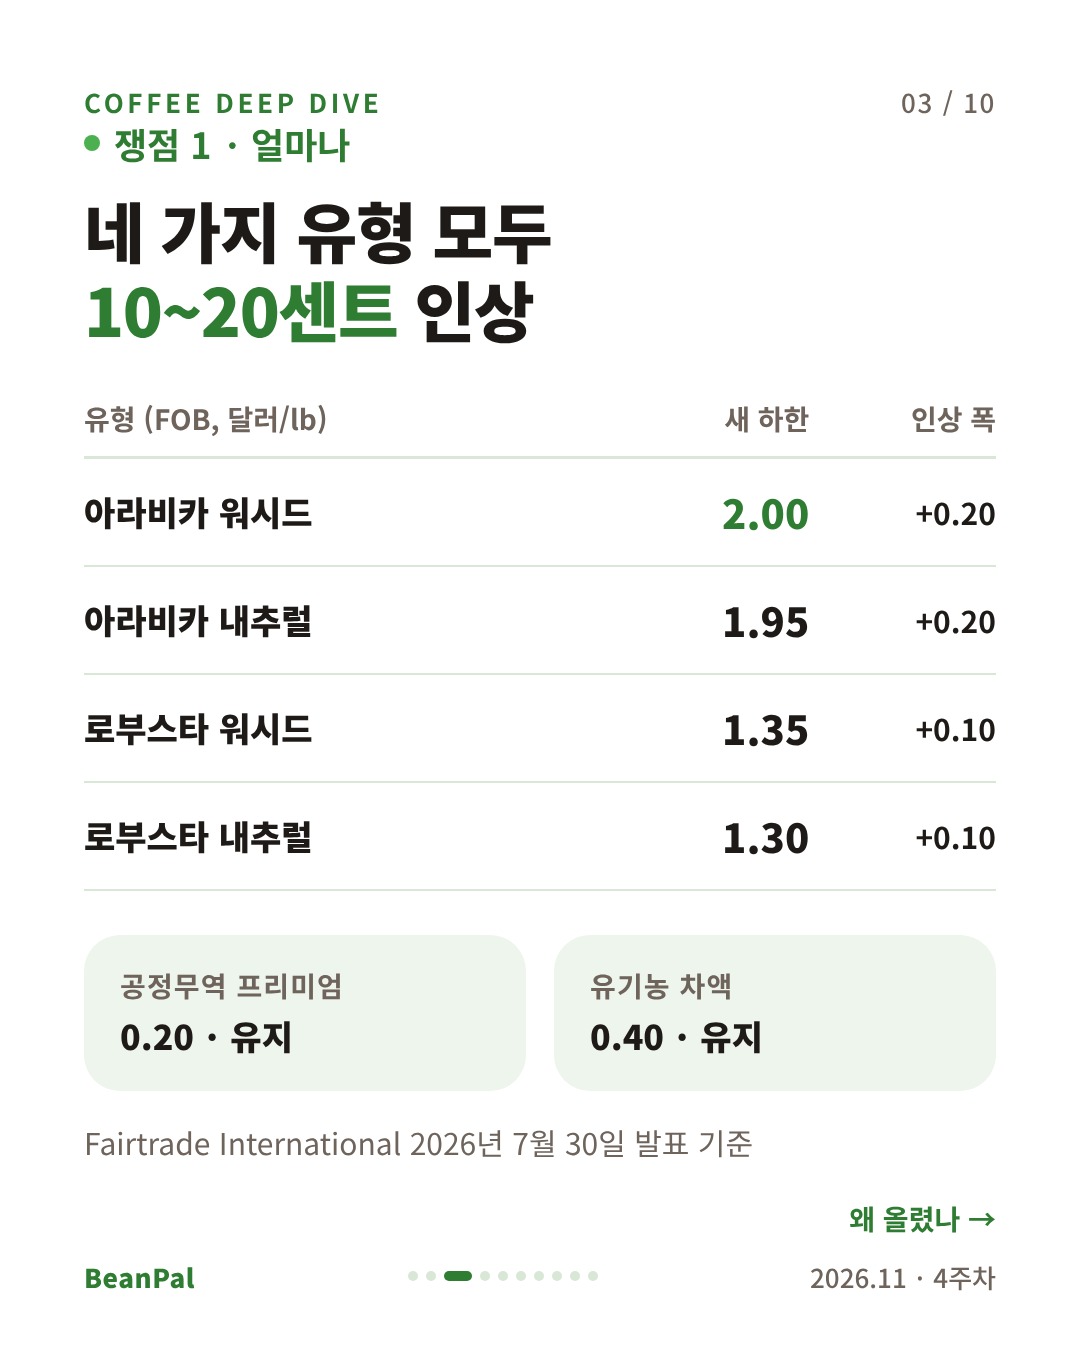 COFFEE DEEP DIVE
03 / 10
쟁점 1 · 얼마나
네 가지 유형 모두
10~20센트 인상
유형 (FOB, 달러/lb) 새 하한 인상 폭
아라비카 워시드 2.00 +0.20
아라비카 내추럴 1.95 +0.20
로부스타 워시드 1.35 +0.10
로부스타 내추럴 1.30 +0.10
공정무역 프리미엄
0.20 · 유지
유기농 차액
0.40 · 유지
Fairtrade International 2026년 7월 30일 발표 기준
왜 올렸나 →
BeanPal
2026.11 · 4주차